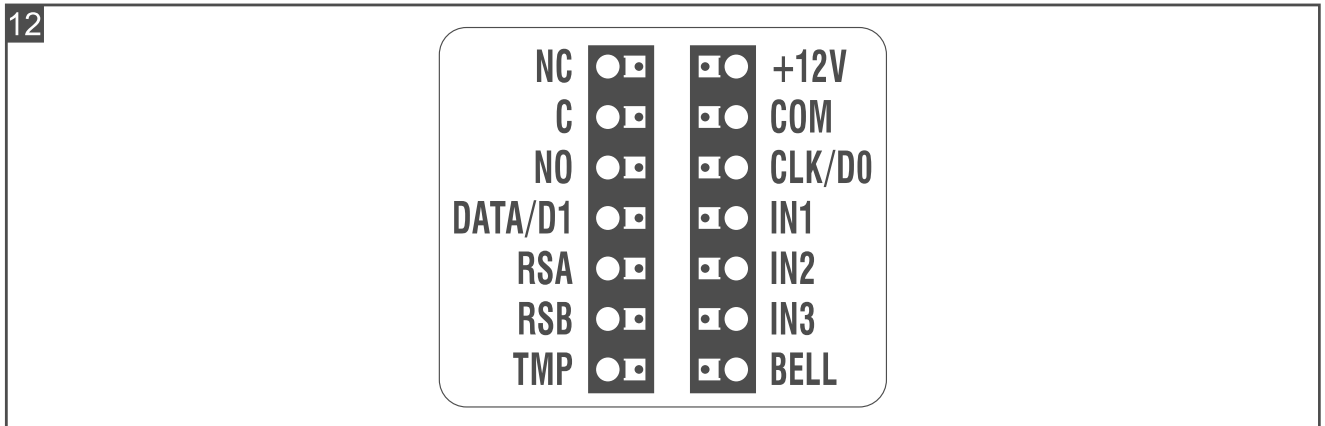 12
NC +12V
C COM
NO CLK/D0
DATA/D1 IN1
RSA IN2
RSB IN3
TMP BELL